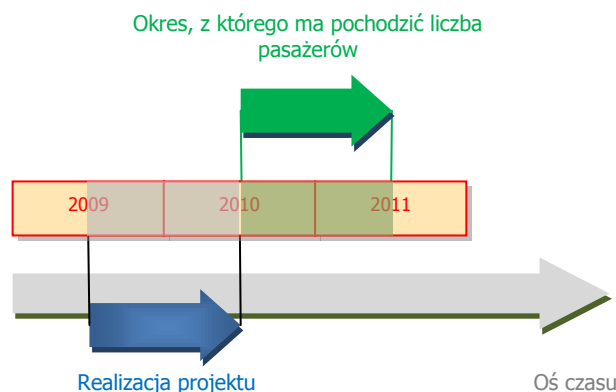 Okres, z którego ma pochodzić liczba
pasażerów
2009 2010 2011
Realizacja projektu Oś czasu